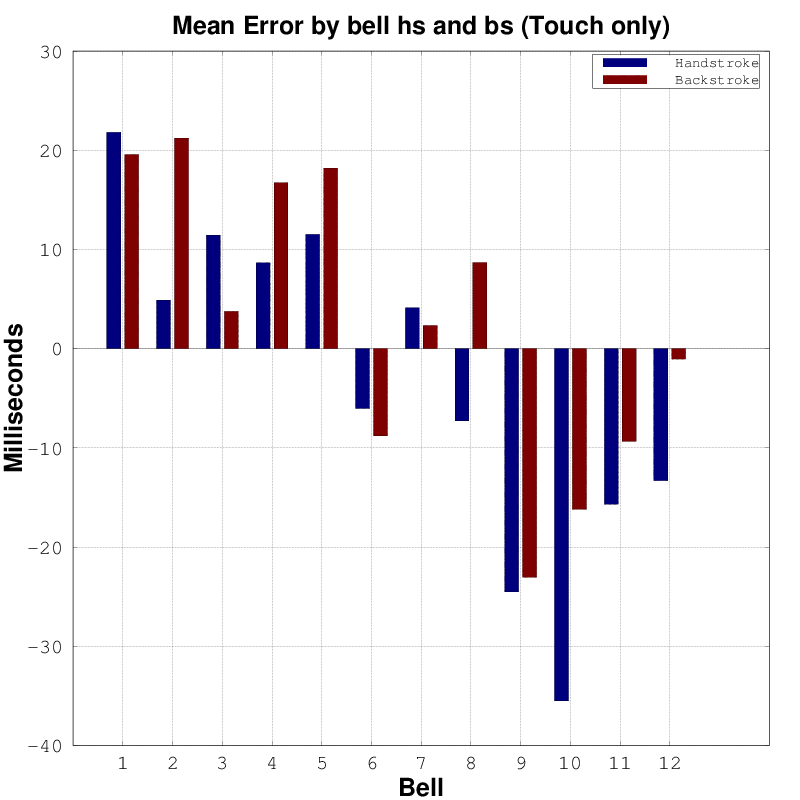 Mean Error by bell hs and bs (Touch only)
30
Handstroke
Backstroke
20
10
0
-10
-20
-30
-40
Milliseconds
1 2 3 4 5 6 7 8 9 10 11 12
Bell